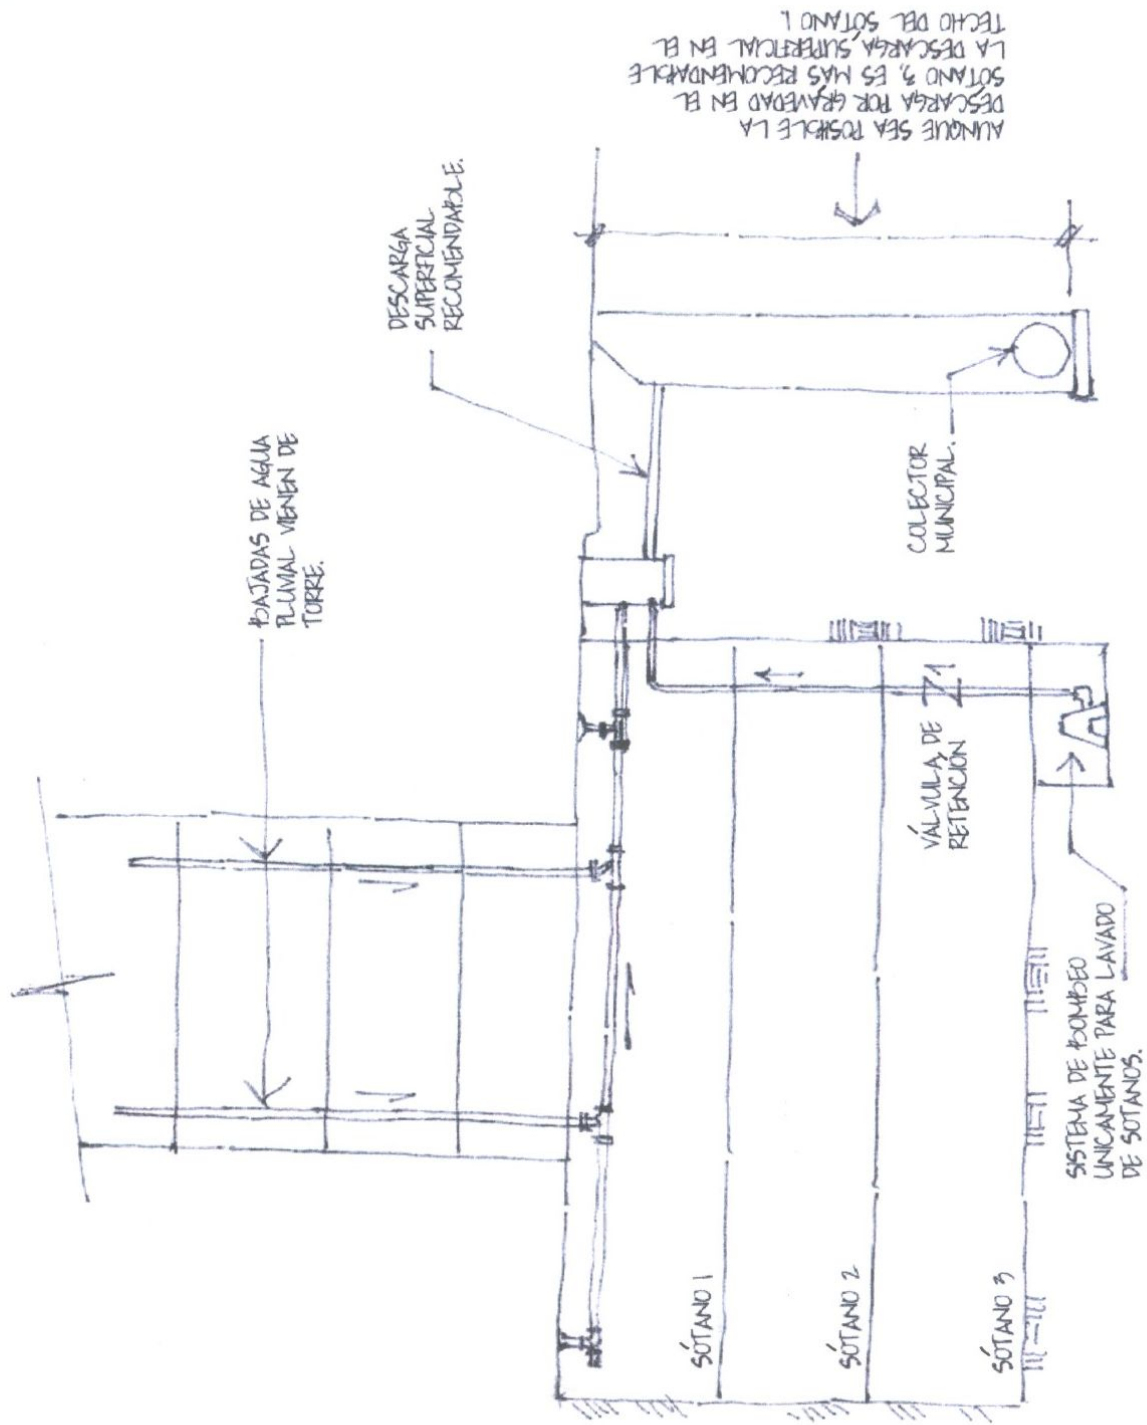 BAJADAS DE AGUA
PLUVIAL VIENEN DE
TORRE.
DESCARGA
SUPERFICIAL
RECOMENDABLE.
AUNQUE SEA POSIBLE LA
DESCARGA POR GRAVEDAD EN EL
SÓTANO 3, ES MÁS RECOMENDABLE
LA DESCARGA SUPERFICIAL EN EL
TECHO DEL SÓTANO 1.
COLECTOR
MUNICIPAL.
VÁLVULA DE
RETENCIÓN
SÓTANO 1
SÓTANO 2
SÓTANO 3
SISTEMA DE BOMBEO
UNICAMENTE PARA LAVADO
DE SOTANOS.